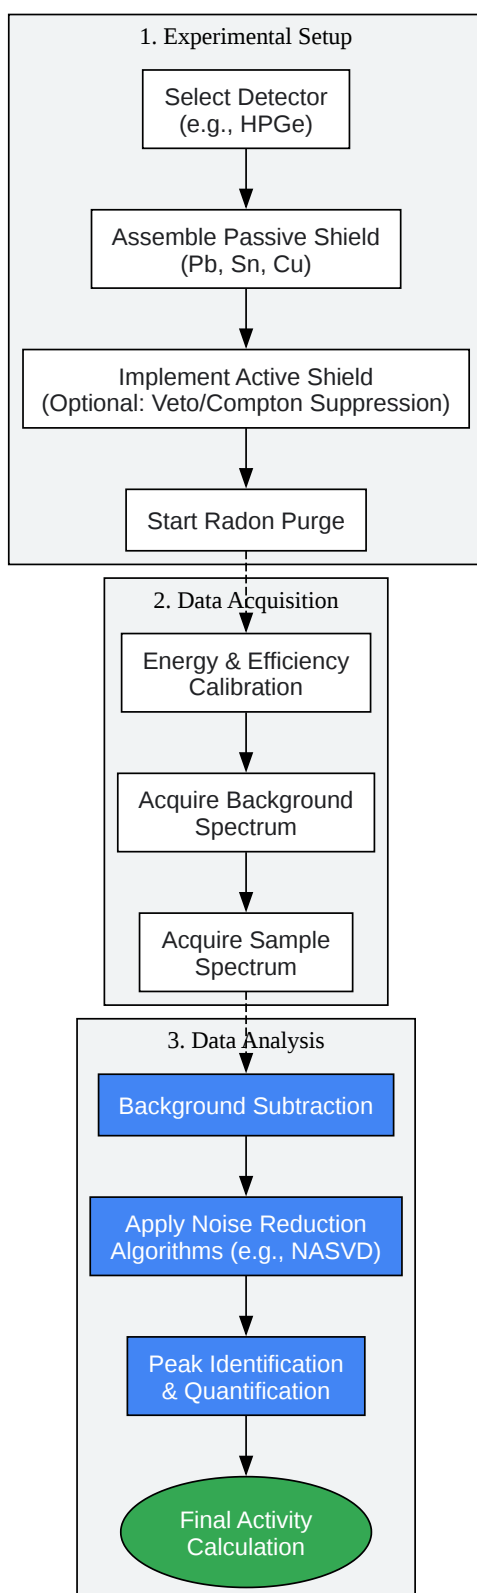 1. Experimental Setup
Select Detector
(e.g., HPGe)
Assemble Passive Shield
(Pb, Sn, Cu)
Implement Active Shield
(Optional: Veto/Compton Suppression)
Start Radon Purge
2. Data Acquisition
Energy & Efficiency
Calibration
Acquire Background
Spectrum
Acquire Sample
Spectrum
3. Data Analysis
Background Subtraction
Apply Noise Reduction
Algorithms (e.g., NASVD)
Peak Identification
& Quantification
Final Activity
Calculation